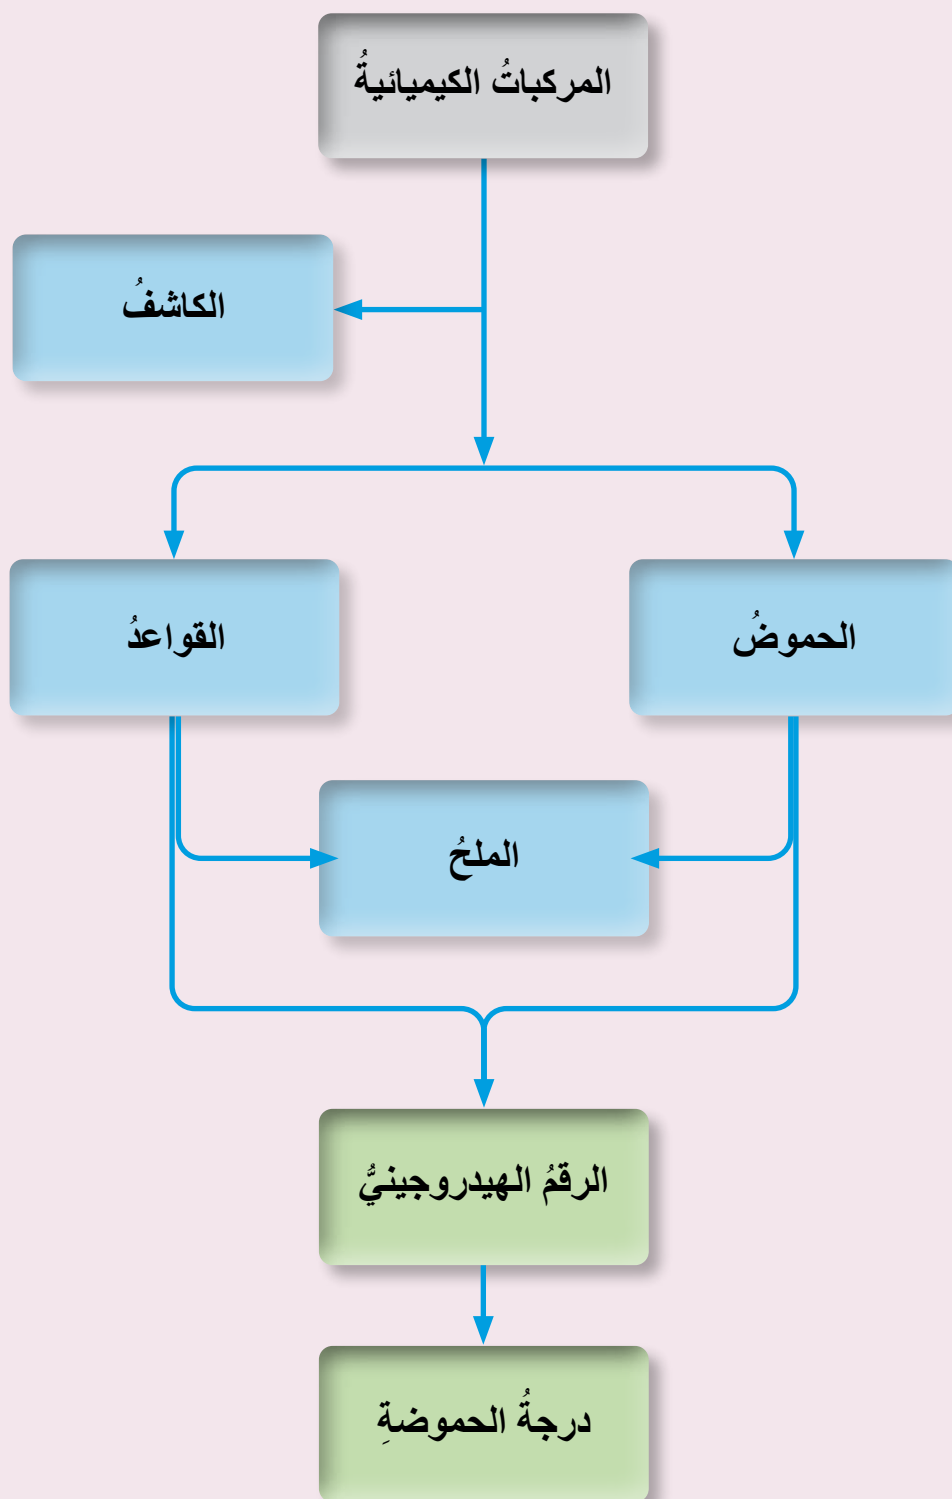 المركباتُ الكيميائيةُ
الكاشفُ
الحموضُ
القواعدُ
الملحُ
الرقمُ الهيدروجينيُّ
درجةُ الحموضةِ